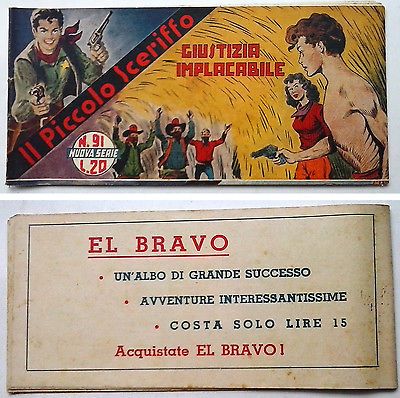 Il Piccolo Sceriffo
GIUSTIZIA
IMPLACABILE
N. 91
NUOVA SERIE
L. 20
EL BRAVO
• UN'ALBO DI GRANDE SUCCESSO
• AVVENTURE INTERESSANTISSIME
• COSTA SOLO LIRE 15
Acquistate EL BRAVO!